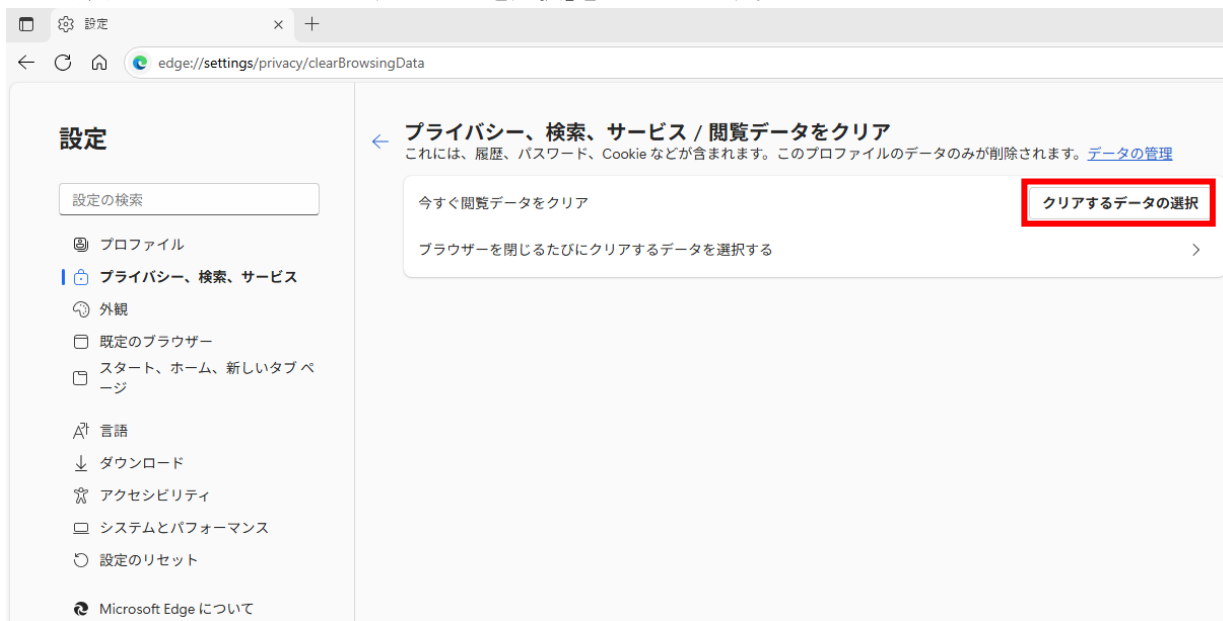 設定
edge://settings/privacy/clearBrowsingData
設定
設定の検索
プロファイル
プライバシー、検索、サービス
外観
既定のブラウザー
スタート、ホーム、新しいタブ ペ
ージ
言語
ダウンロード
アクセシビリティ
システムとパフォーマンス
設定のリセット
Microsoft Edge について
プライバシー、検索、サービス / 閲覧データをクリア
これには、履歴、パスワード、Cookie などが含まれます。このプロファイルのデータのみが削除されます。データの管理
今すぐ閲覧データをクリア
クリアするデータの選択
ブラウザーを閉じるたびにクリアするデータを選択する